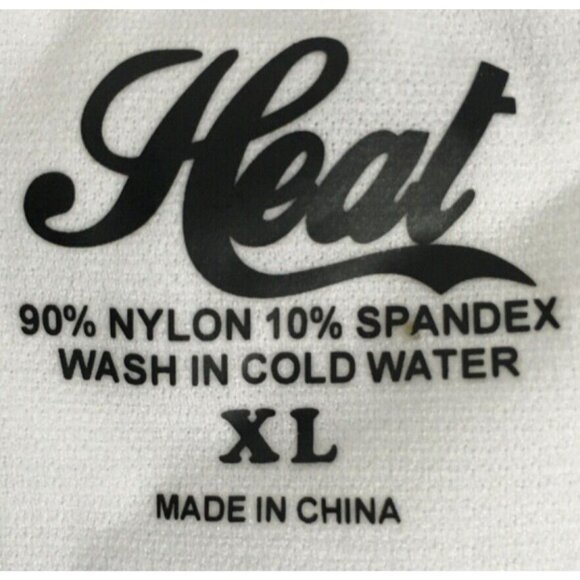 Heat
90% NYLON 10% SPANDEX
WASH IN COLD WATER
XL
MADE IN CHINA